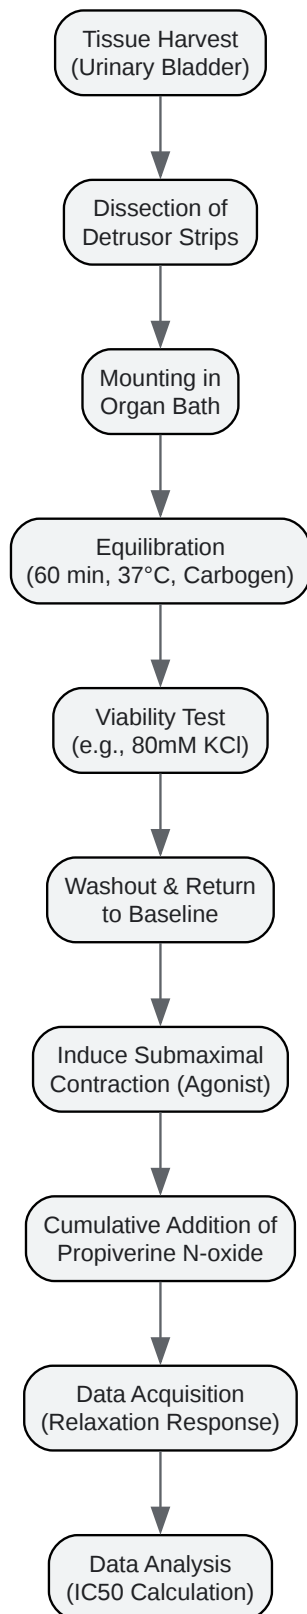 Tissue Harvest
(Urinary Bladder)
Dissection of
Detrusor Strips
Mounting in
Organ Bath
Equilibration
(60 min, 37°C, Carbogen)
Viability Test
(e.g., 80mM KCl)
Washout & Return
to Baseline
Induce Submaximal
Contraction (Agonist)
Cumulative Addition of
Propiverine N-oxide
Data Acquisition
(Relaxation Response)
Data Analysis
(IC50 Calculation)